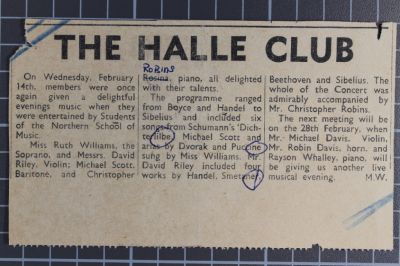 THE HALLE CLUB
On Wednesday, February
14th, members were once
again given a delightful
evenings music when they
were entertained by Students
of the Northern School of
Music.
Miss Ruth Williams, the
Soprano, and Messrs. David
Riley, Violin; Michael Scott,
Baritone, and Christopher
ROBINS
Rosina, piano, all delighted
with their talents.
The programme ranged
from Boyce and Handel to
Sibelius and included six
songs from Schumann's 'Dich-
terlibe, Michael Scott and
arias by Dvorak and Puccine
sung by Miss Williams. Mr.
David Riley included four
works by Handel, Smetner,
Beethoven and Sibelius. The
whole of the Concert was
admirably accompanied by
Mr. Christopher Robins.
The next meeting will be
on the 28th February, when
Mr. Michael Davis, Violin,
Mr. Robin Davis, horn, and
Rayson Whalley, piano, will
be giving us another live
musical evening. M.W.